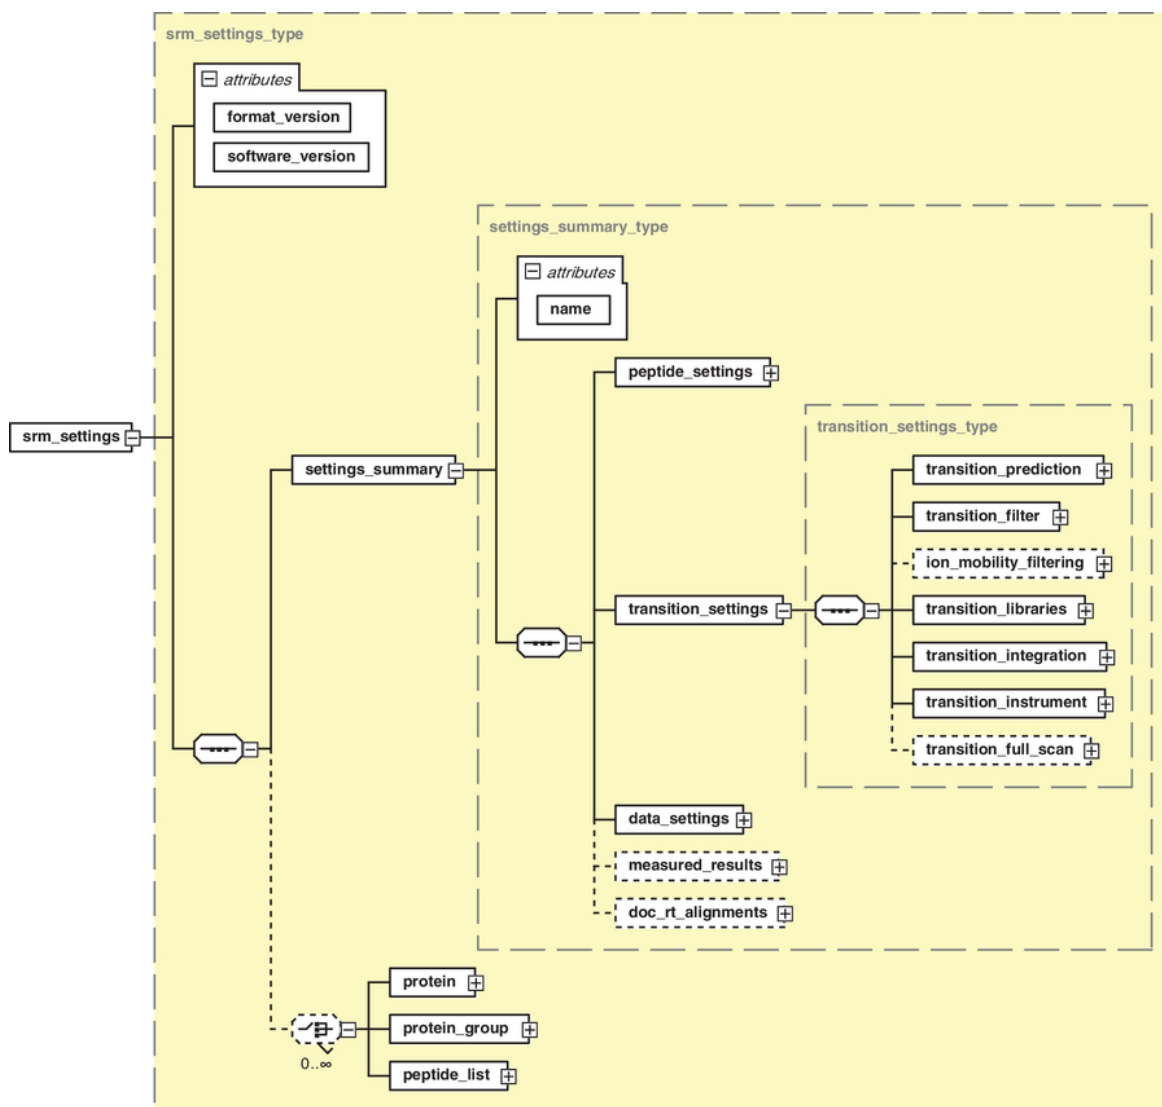 srm_settings_type
attributes
format_version
software_version
settings_summary_type
attributes
name
peptide_settings
transition_settings_type
srm_settings
settings_summary
transition_prediction
transition_filter
ion_mobility_filtering
transition_settings
transition_libraries
transition_integration
transition_instrument
transition_full_scan
data_settings
measured_results
doc_rt_alignments
protein
protein_group
0..∞
peptide_list